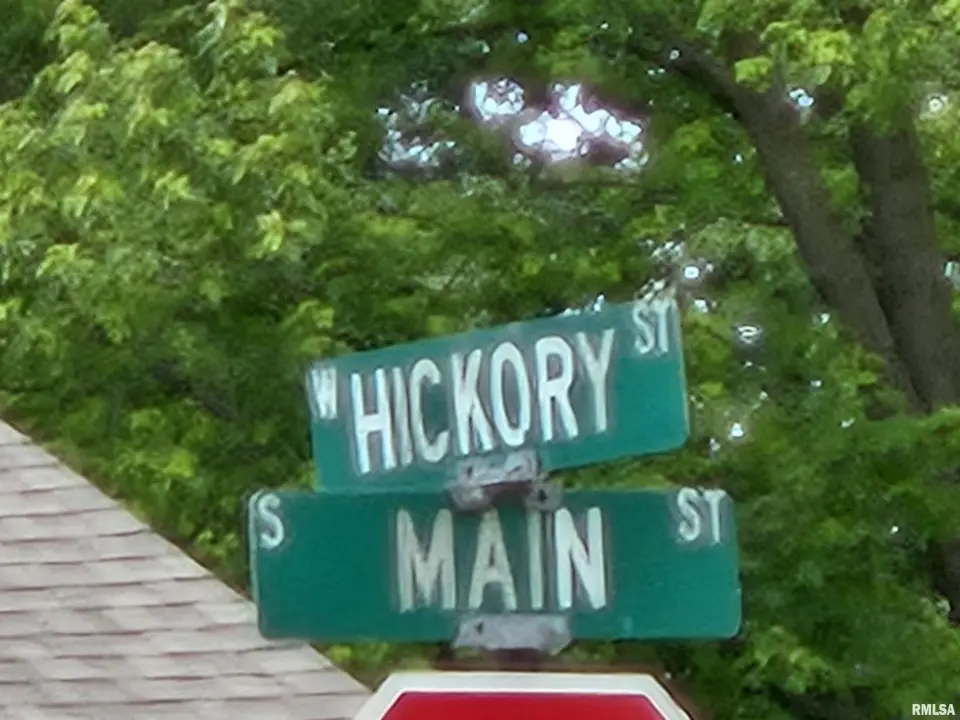 W HICKORY ST
S MAIN ST
RMLSA